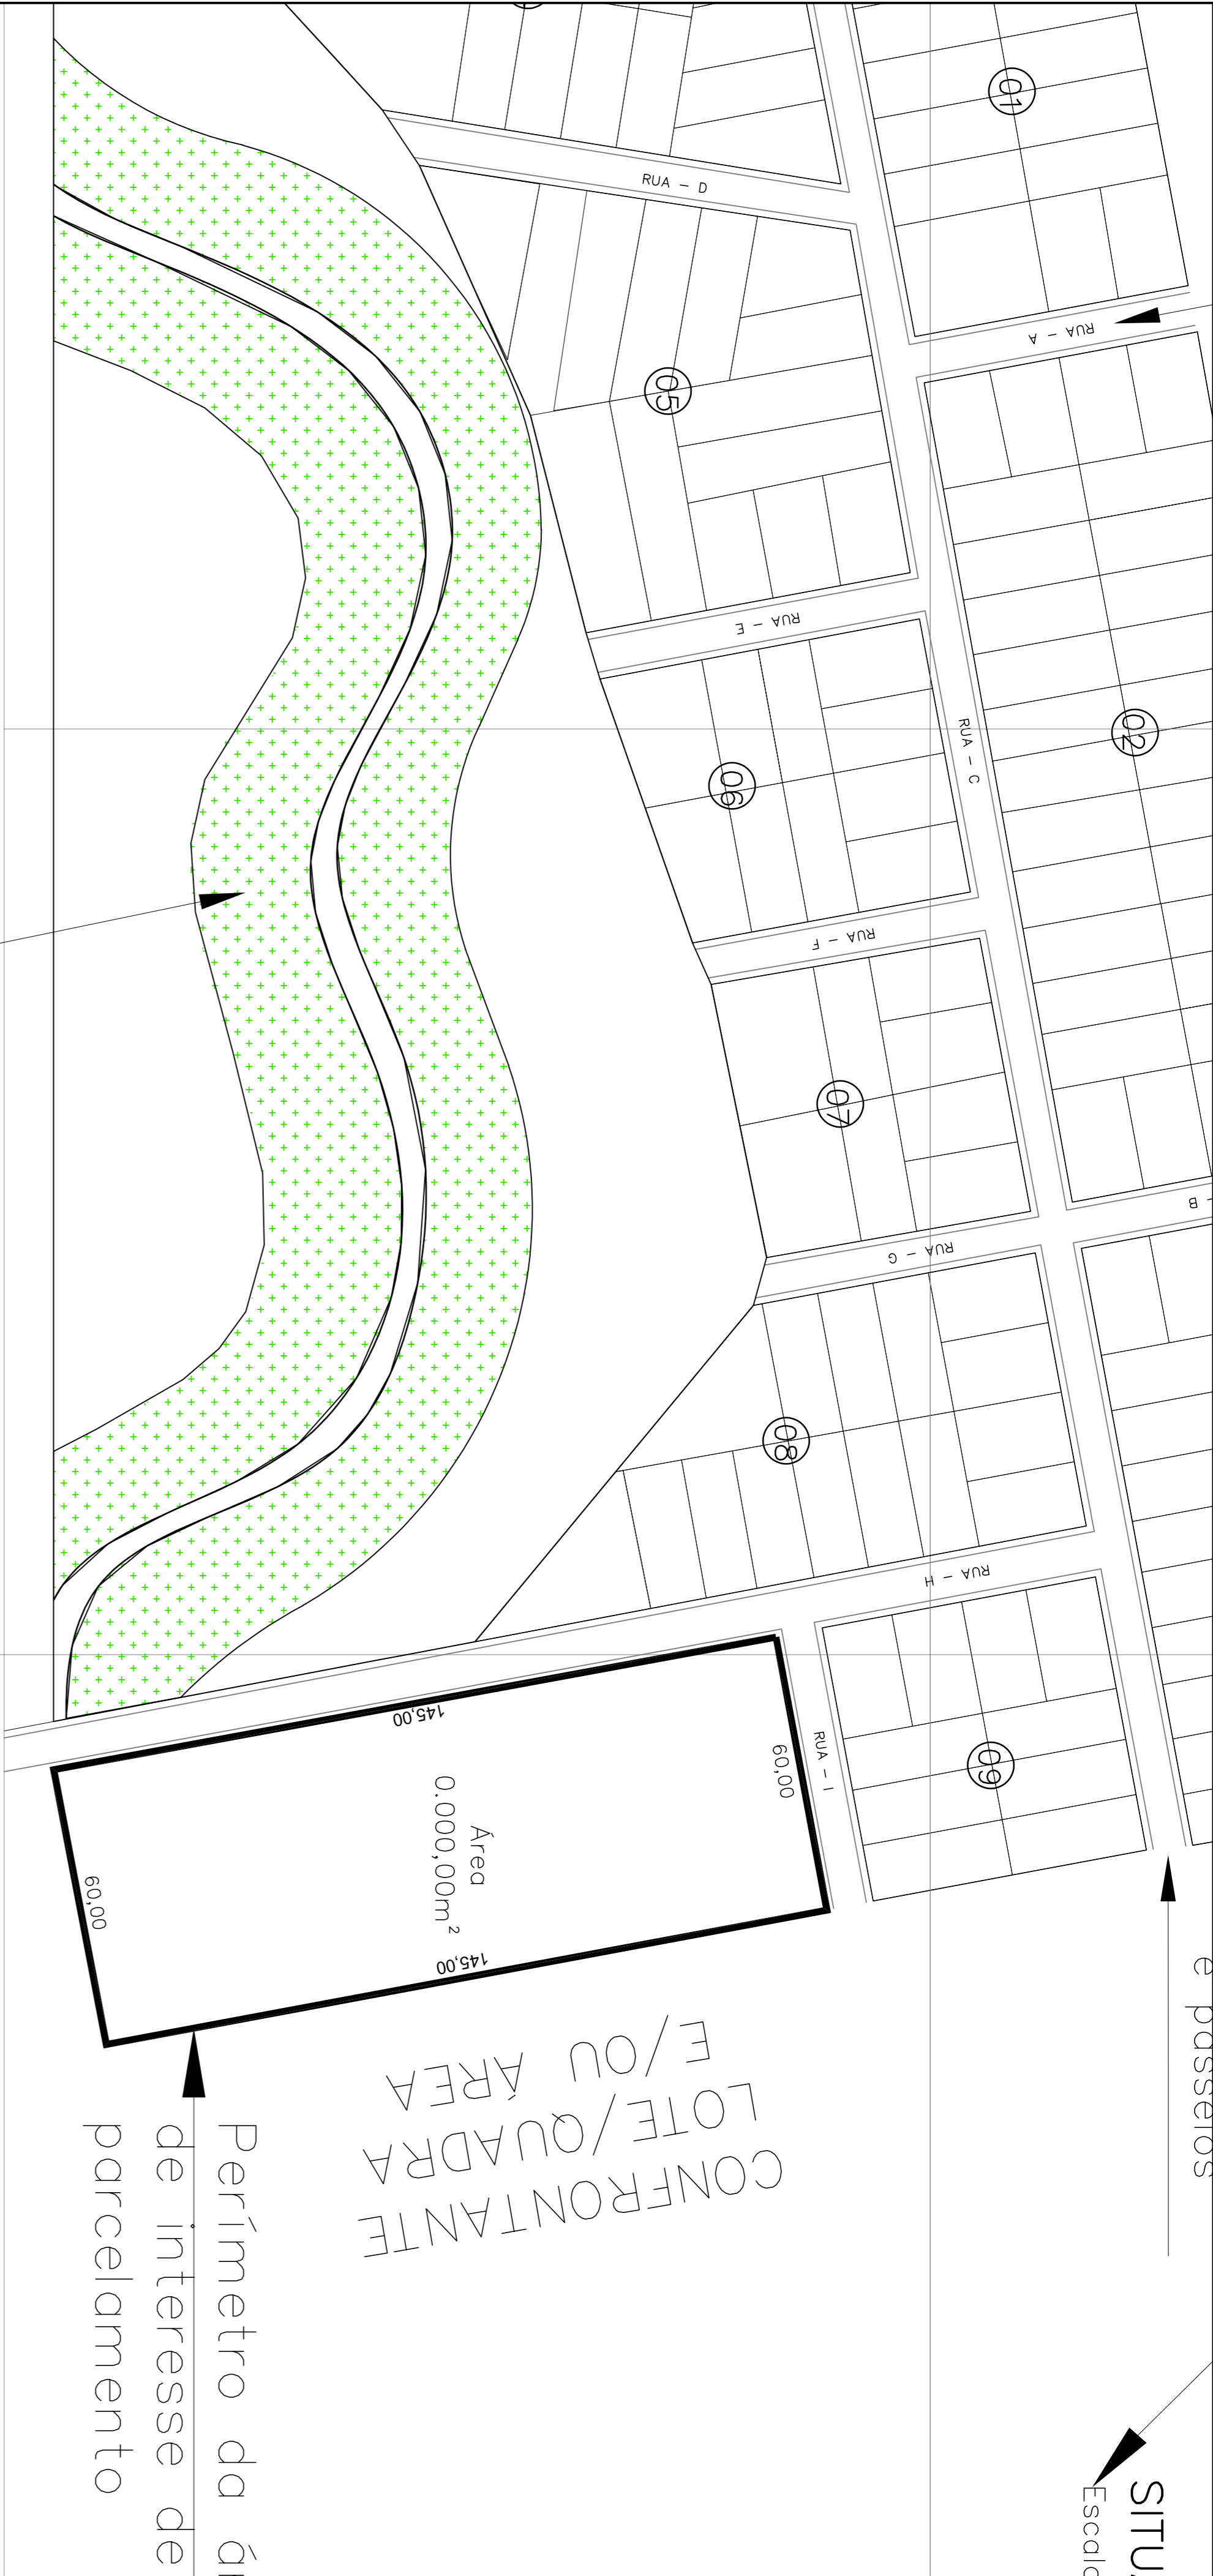 01
RUA - D
RUA - A
05
RUA - E
RUA - C
02
06
RUA - F
07
B
RUA - G
08
RUA - H
RUA - I
09
145,00
60,00
Área
0.000,00m²
60,00
145,00
e passeios
CONFRONTANTE
LOTE/QUADRA
E/OU ÁREA
Perímetro da
de interesse de
parcelamento